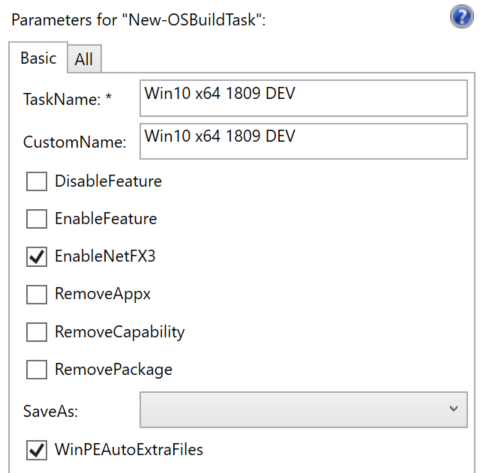 Parameters for "New-OSBuildTask":
?
Basic All
TaskName: * Win10 x64 1809 DEV
CustomName: Win10 x64 1809 DEV
DisableFeature
EnableFeature
EnableNetFX3
RemoveAppx
RemoveCapability
RemovePackage
SaveAs:
WinPEAutoExtraFiles